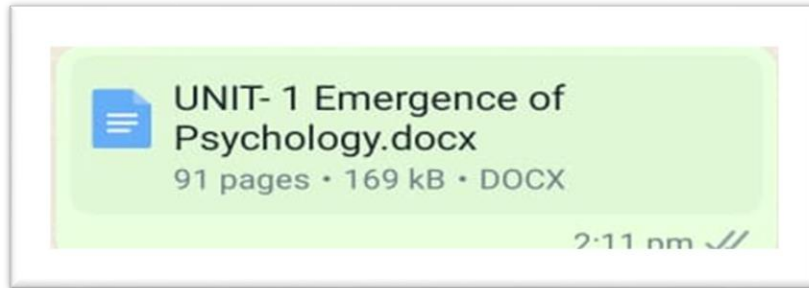 UNIT- 1 Emergence of
Psychology.docx
91 pages • 169 kB • DOCX
2:11 pm